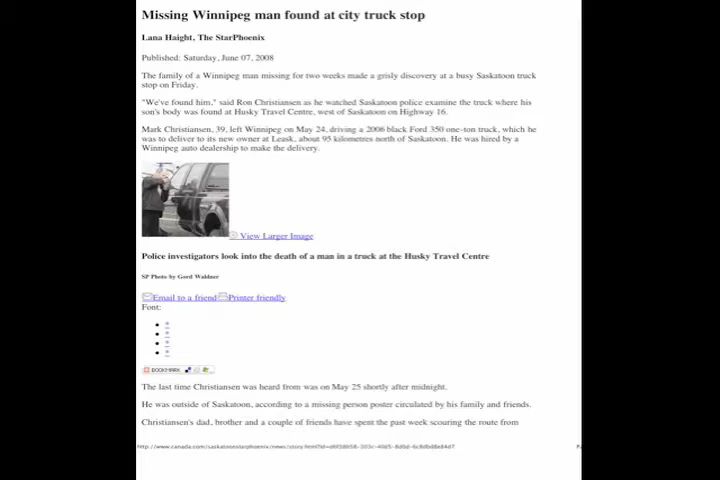 Missing Winnipeg man found at city truck stop
Lana Haight, The StarPhoenix
Published: Saturday, June 07, 2008
The family of a Winnipeg man missing for two weeks made a grisly discovery at a busy Saskatoon truck
stop on Friday.
"We've found him," said Ron Christiansen as he watched Saskatoon police examine the truck where his
son's body was found at Husky Travel Centre, west of Saskatoon on Highway 16.
Mark Christiansen, 39, left Winnipeg on May 24, driving a 2006 black Ford 350 one-ton truck, which he
was to deliver to its new owner at Leask, about 95 kilometres north of Saskatoon. He was hired by a
Winnipeg auto dealership to make the delivery.
View Larger Image
Police investigators look into the death of a man in a truck at the Husky Travel Centre
SP Photo by Gord Waldner
Email to a friend Printer friendly
Font:
BOOKMARK
The last time Christiansen was heard from was on May 25 shortly after midnight.
He was outside of Saskatoon, according to a missing person poster circulated by his family and friends.
Christiansen's dad, brother and a couple of friends have spent the past week scouring the route from